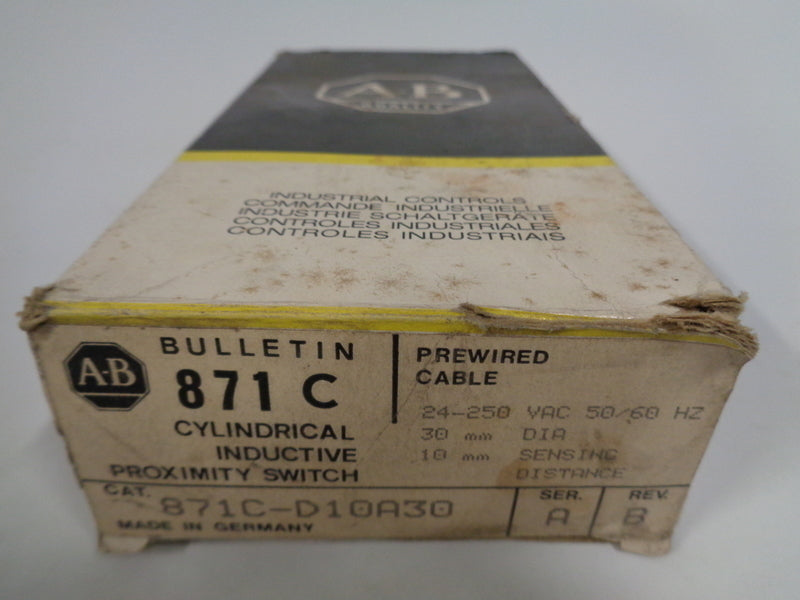 A-B
QUALITY
INDUSTRIAL CONTROLS
COMMANDE INDUSTRIELLE
INDUSTRIE SCHALTGERÄTE
CONTROLES INDUSTRIALES
CONTROLES INDUSTRIAIS
A-B
BULLETIN
871 C
CYLINDRICAL
INDUCTIVE
PROXIMITY SWITCH
PREWIRED
CABLE
24-250 VAC 50/60 HZ
30 mm DIA
10 mm SENSING
DISTANCE
CAT. 871C-D10A30
MADE IN GERMANY
SER. A
REV. B